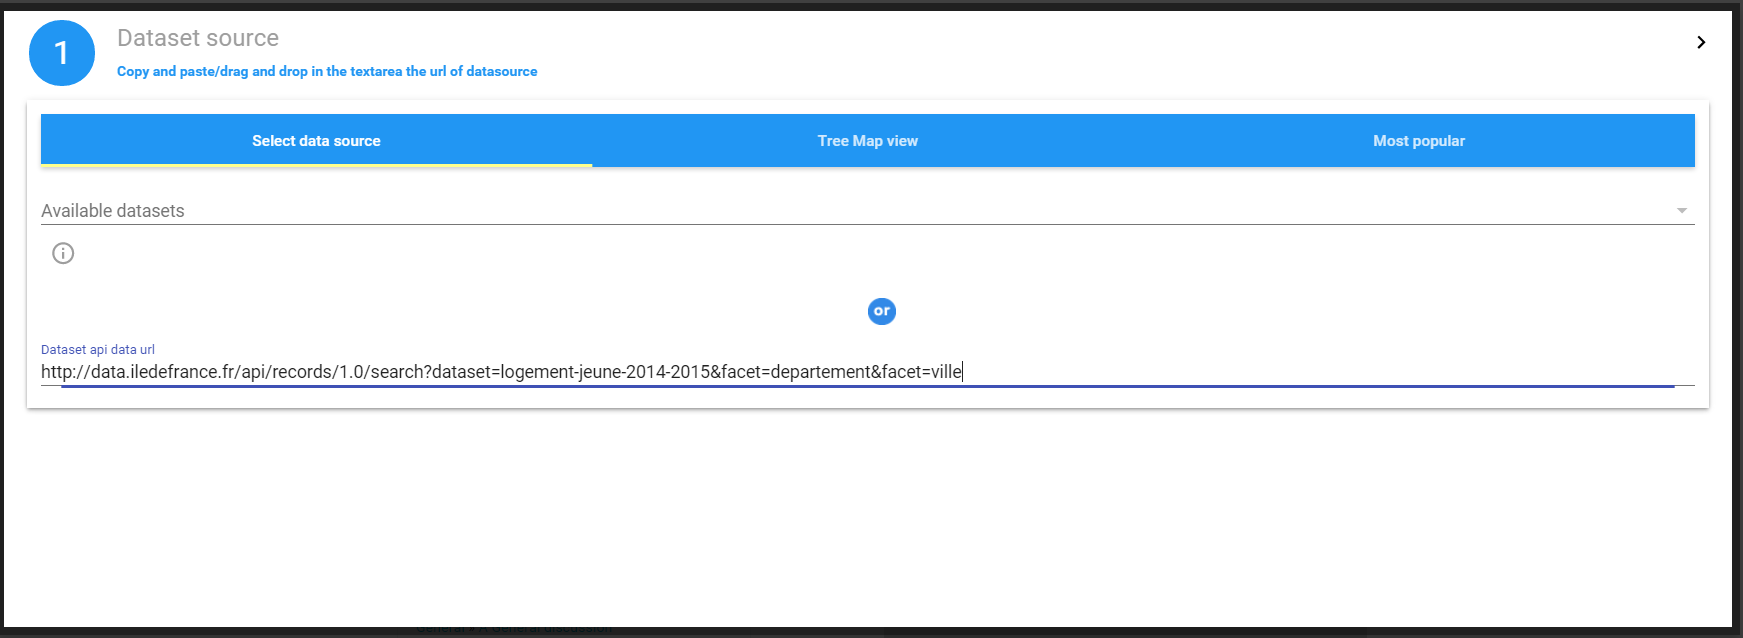 1
Dataset source
Copy and paste/drag and drop in the textarea the url of datasource
Select data source
Tree Map view
Most popular
Available datasets
or
Dataset api data url
http://data.iledefrance.fr/api/records/1.0/search?dataset=logement-jeune-2014-2015&facet=departement&facet=ville